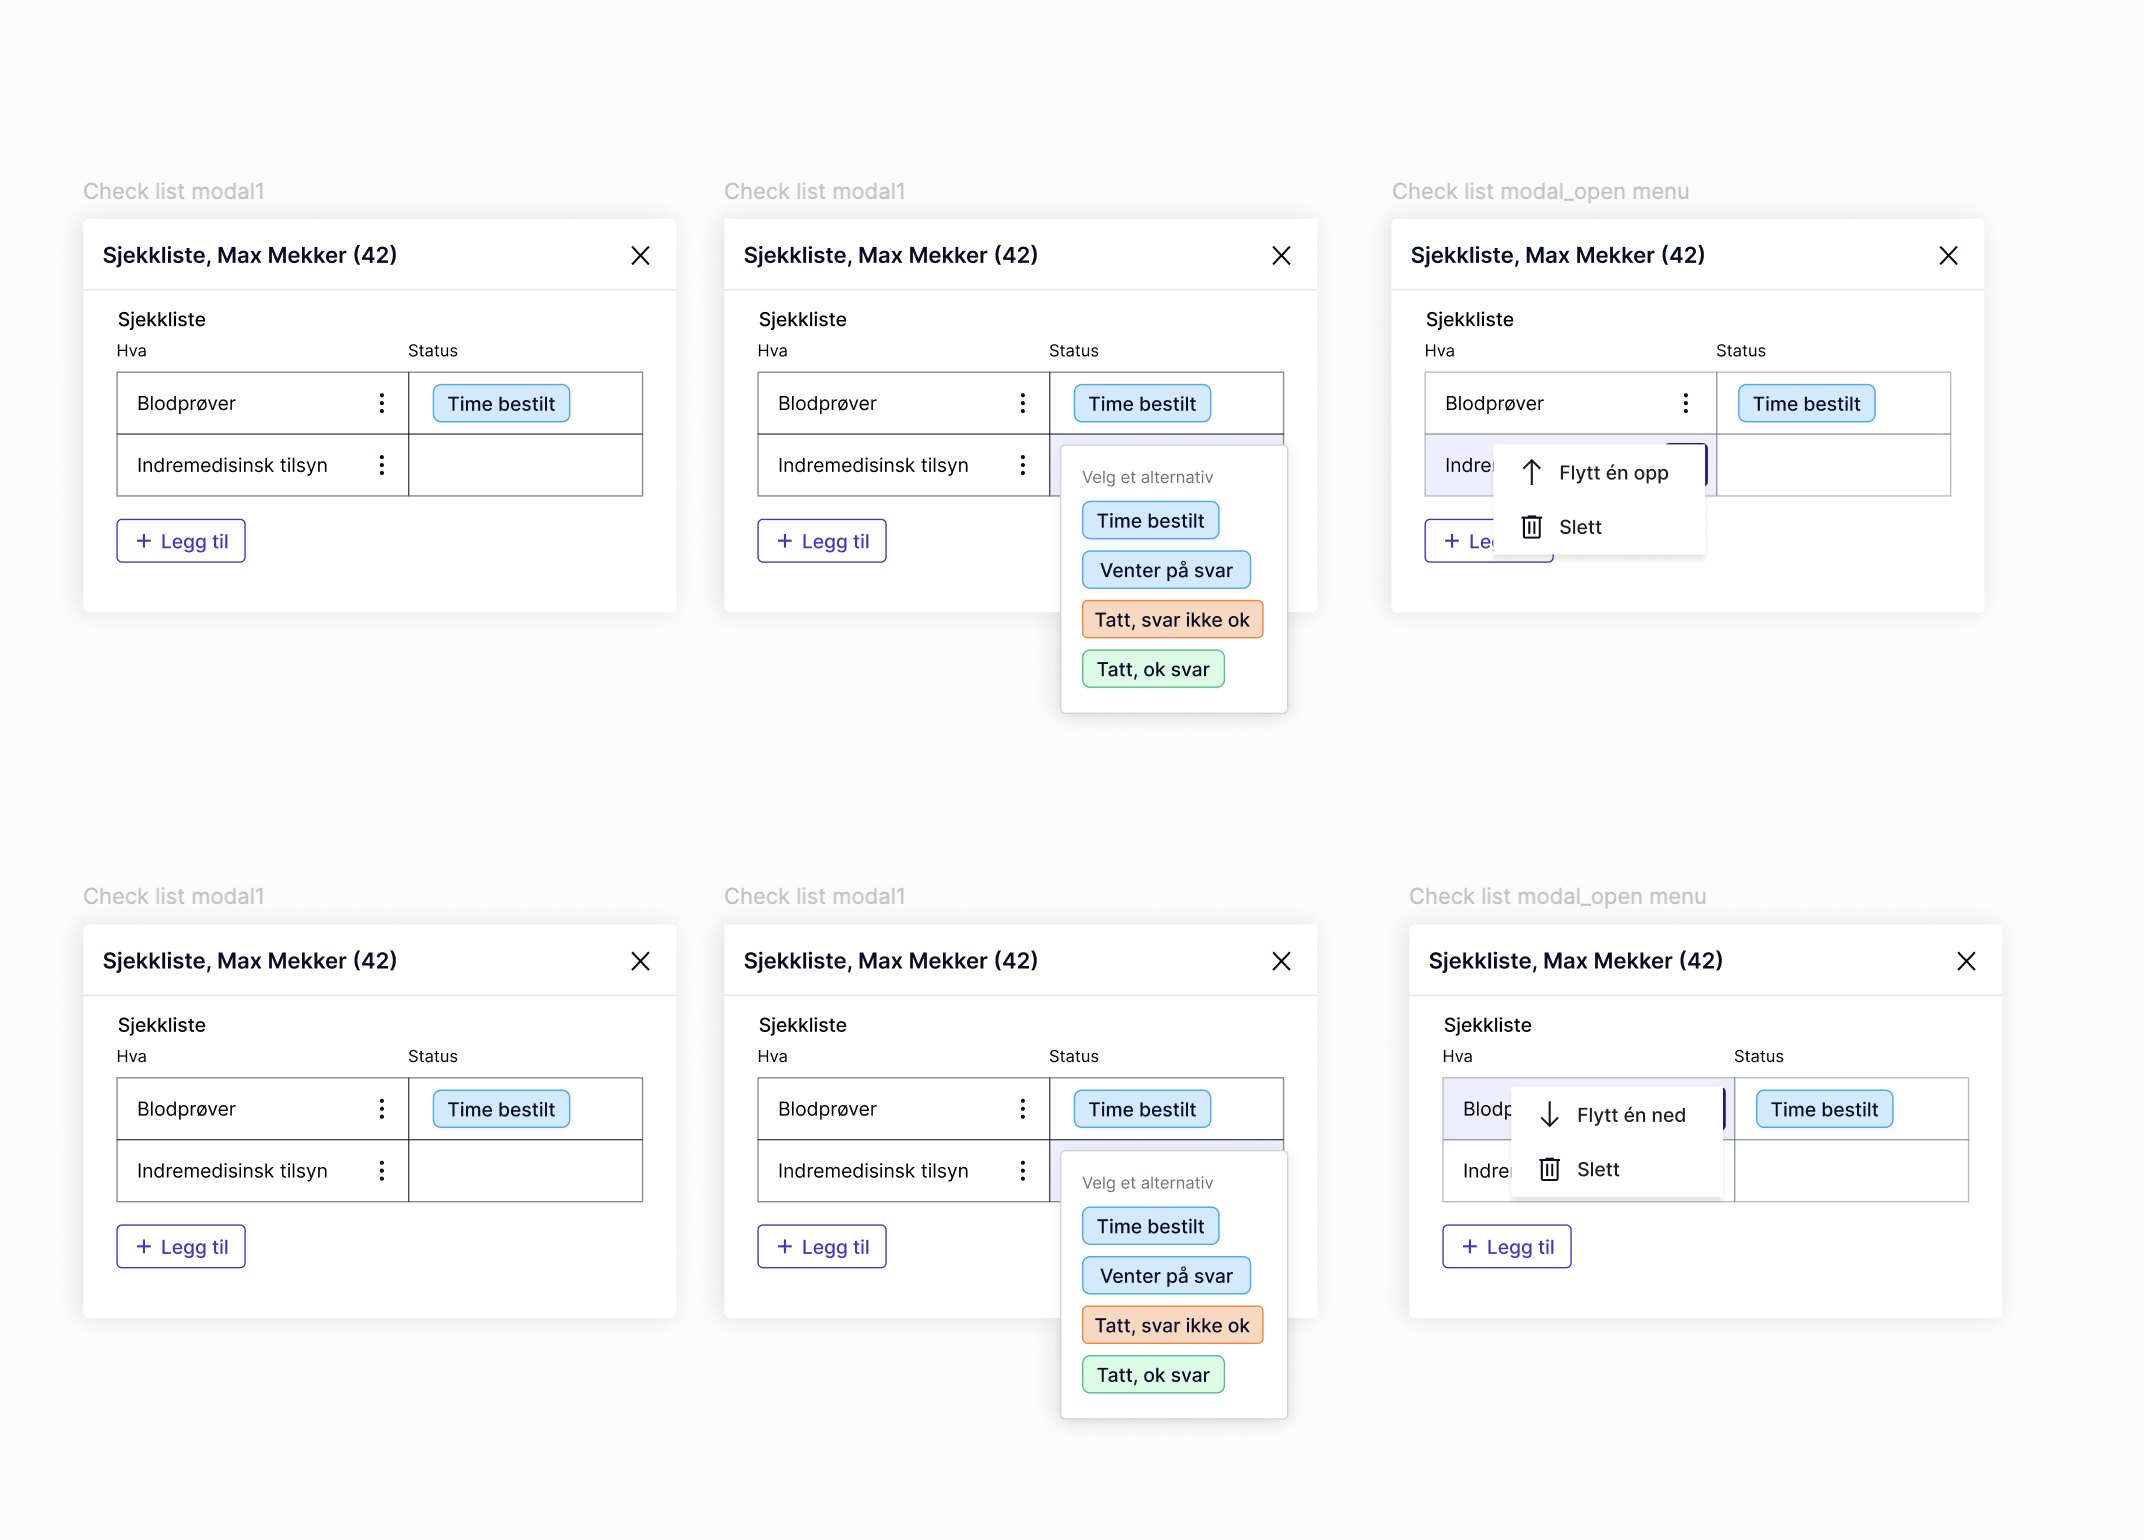 Check list modal1
Sjekkliste, Max Mekker (42)
Sjekkliste
Hva Status
Blodprøver Time bestilt
Indremedisinsk tilsyn
+ Legg til
Check list modal1
Sjekkliste, Max Mekker (42)
Sjekkliste
Hva Status
Blodprøver Time bestilt
Indremedisinsk tilsyn
+ Legg til
Velg et alternativ
Time bestilt
Venter på svar
Tatt, svar ikke ok
Tatt, ok svar
Check list modal_open menu
Sjekkliste, Max Mekker (42)
Sjekkliste
Hva Status
Blodprøver Time bestilt
Indre
Flytt én opp
Slett
+ Le
Check list modal1
Sjekkliste, Max Mekker (42)
Sjekkliste
Hva Status
Blodprøver Time bestilt
Indremedisinsk tilsyn
+ Legg til
Check list modal1
Sjekkliste, Max Mekker (42)
Sjekkliste
Hva Status
Blodprøver Time bestilt
Indremedisinsk tilsyn
+ Legg til
Velg et alternativ
Time bestilt
Venter på svar
Tatt, svar ikke ok
Tatt, ok svar
Check list modal_open menu
Sjekkliste, Max Mekker (42)
Sjekkliste
Hva Status
Blodp Time bestilt
Flytt én ned
Indre
Slett
+ Legg til